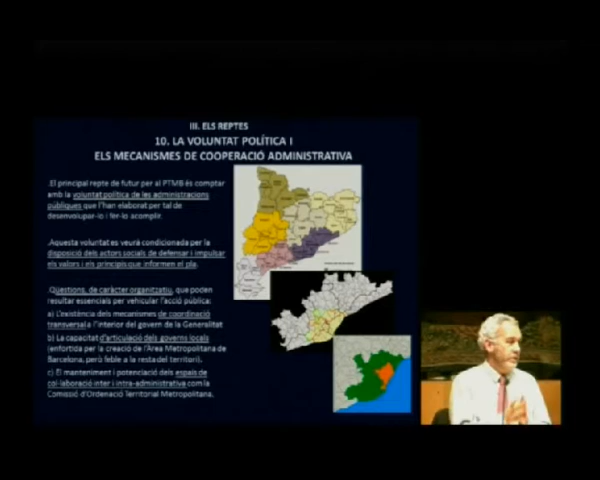 III. ELS REPTES
10. LA VOLUNTAT POLÍTICA I
ELS MECANISMES DE COOPERACIÓ ADMINISTRATIVA
.El principal repte de futur per al PTMB és comptar
amb la voluntat política de les administracions
públiques que l'han elaborat per tal de
desenvolupar-lo i fer-lo acomplir.
.Aquesta voluntat es veurà condicionada per la
disposició dels actors socials de defensar i impulsar
els valors i els principis que informen el pla.
.Qüestions, de caràcter organitzatiu, que poden
resultar essencials per vehicular l'acció pública:
a) L'existència dels mecanismes de coordinació
transversal a l'interior del govern de la Generalitat
b) La capacitat d'articulació dels governs locals
(enfortida per la creació de l'Àrea Metropolitana de
Barcelona, però feble a la resta del territori).
c) El manteniment i potenciació dels espais de
col·laboració inter i intra-administrativa com la
Comissió d'Ordenació Territorial Metropolitana.